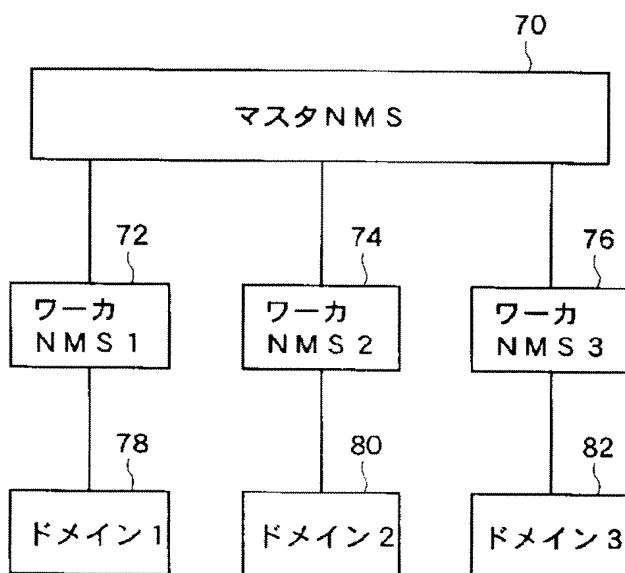 70
マスタNMS
72
74
76
ワーカ
NMS1
ワーカ
NMS2
ワーカ
NMS3
78
80
82
ドメイン1
ドメイン2
ドメイン3